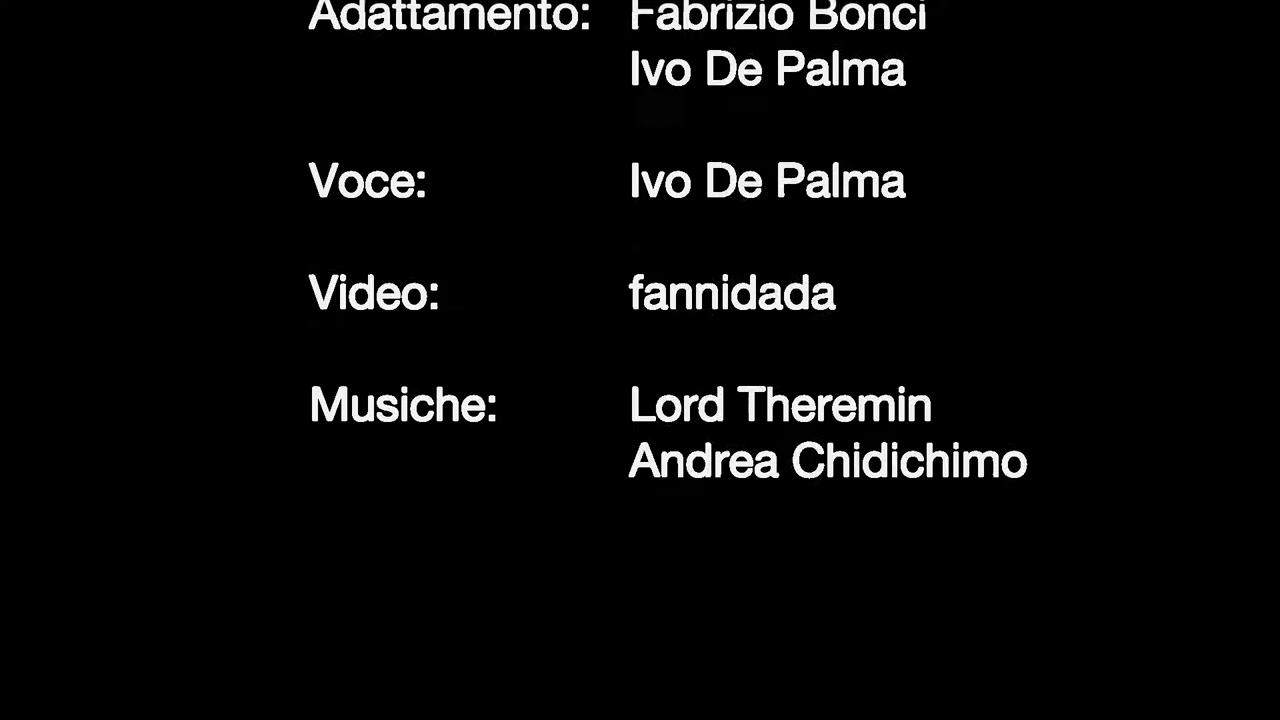 Adattamento: Fabrizio Bonci
Ivo De Palma
Voce: Ivo De Palma
Video: fannidada
Musiche: Lord Theremin
Andrea Chidichimo